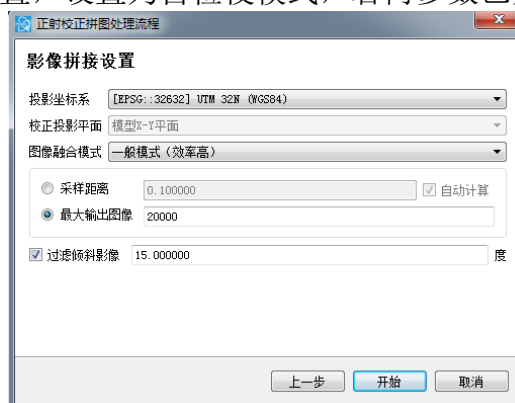 正射校正拼图处理流程
影像拼接设置
投影坐标系 [EPSG::32632] UTM 32N (WGS84)
校正投影平面 模型X-Y平面
图像融合模式 一般模式（效率高）
采样距离 0.100000 自动计算
最大输出图像 20000
过滤倾斜影像 15.000000 度
上一步 开始 取消